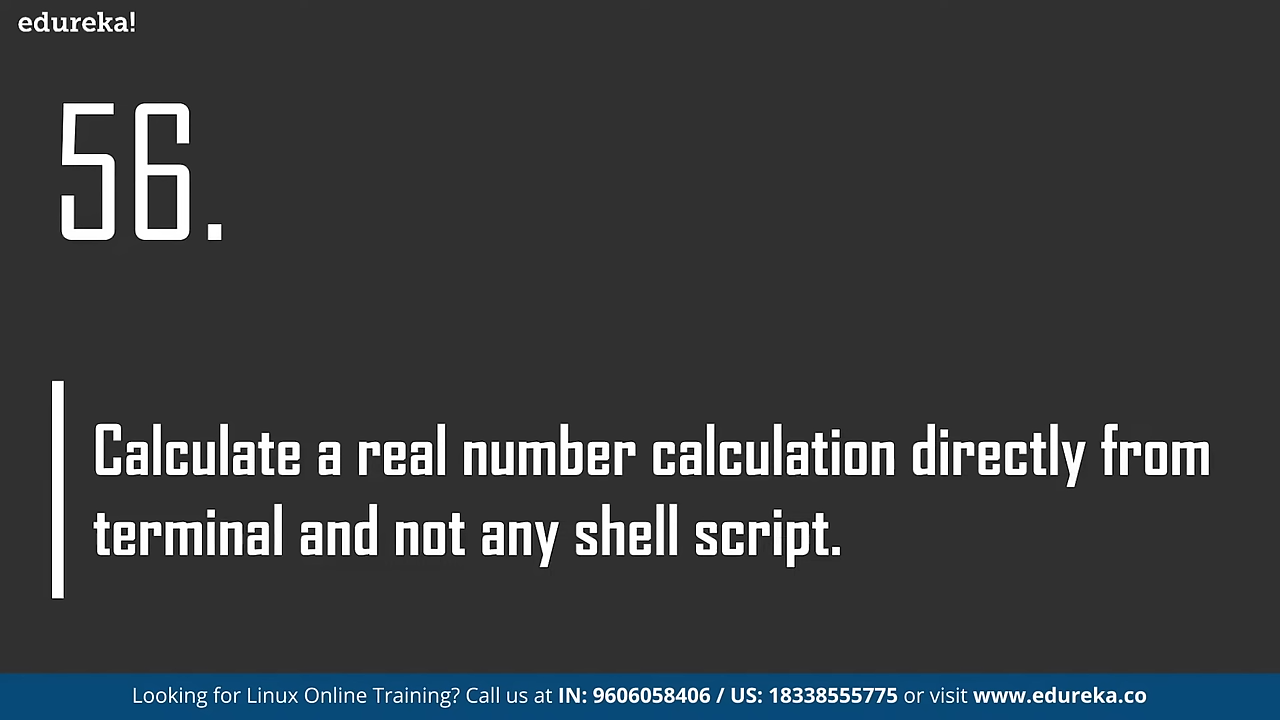 edureka!
56.
Calculate a real number calculation directly from
terminal and not any shell script.
Looking for Linux Online Training? Call us at IN: 9606058406 / US: 18338555775 or visit www.edureka.co